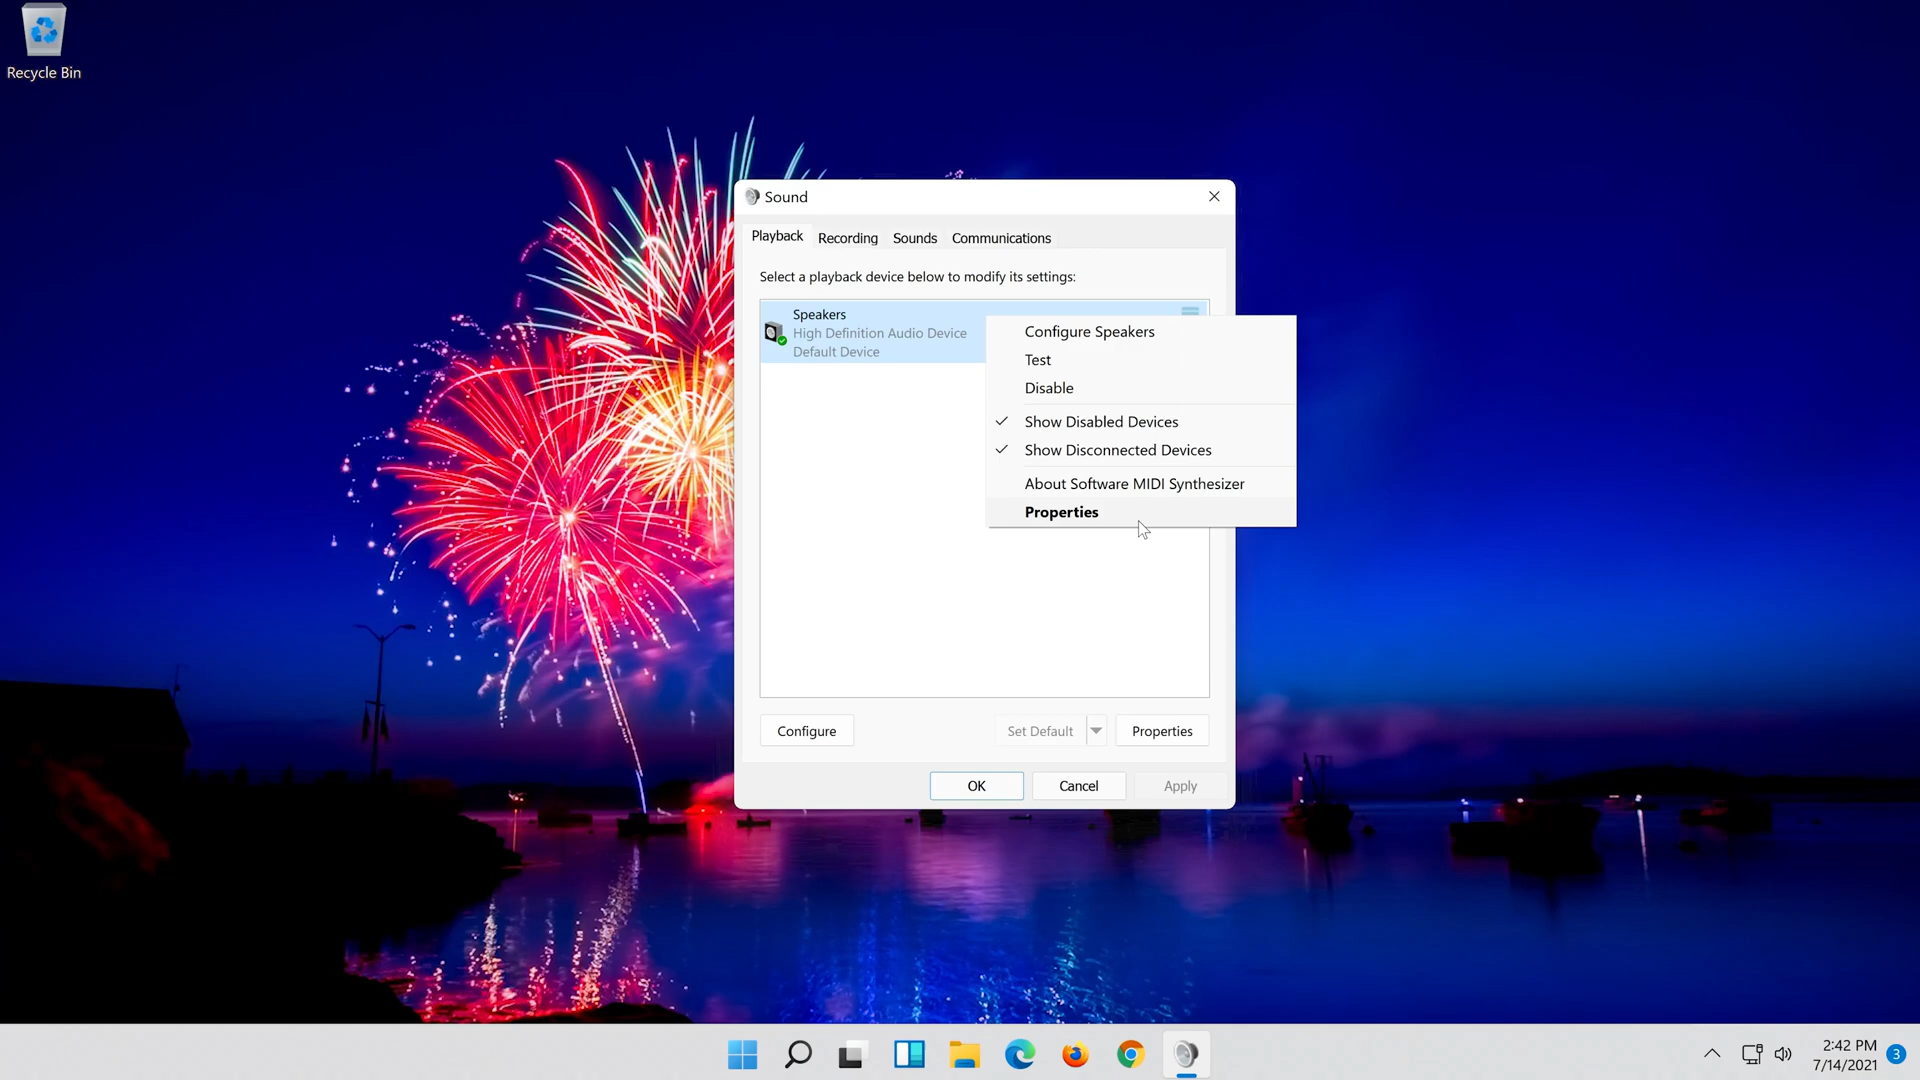 Recycle Bin
Sound
Playback
Recording
Sounds
Communications
Select a playback device below to modify its settings:
Speakers
High Definition Audio Device
Default Device
Configure Speakers
Test
Disable
Show Disabled Devices
Show Disconnected Devices
About Software MIDI Synthesizer
Properties
Configure
Set Default
Properties
OK
Cancel
Apply
2:42 PM
7/14/2021
3